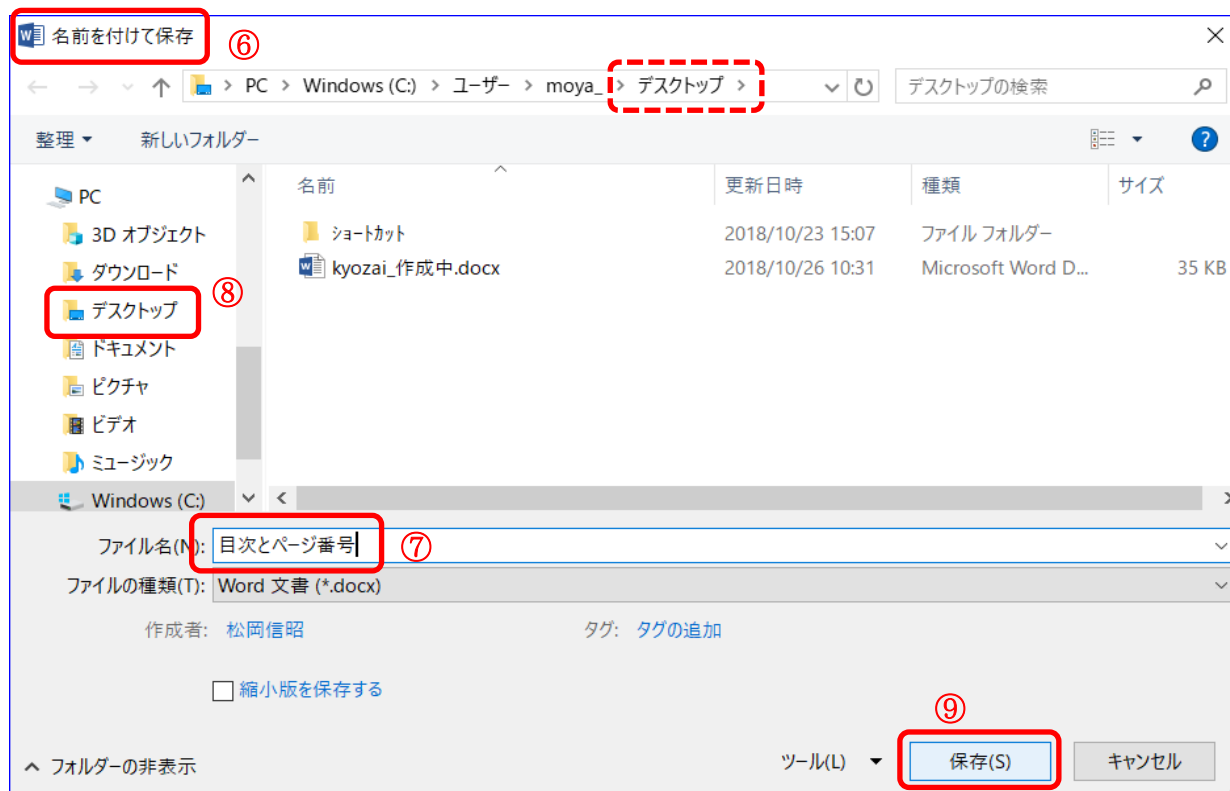 名前を付けて保存
⑥
PC > Windows (C:) > ユーザー > moya_ > デスクトップ >
デスクトップの検索
整理
新しいフォルダー
PC
3D オブジェクト
ダウンロード
デスクトップ
⑧
ドキュメント
ピクチャ
ビデオ
ミュージック
Windows (C:)
名前 更新日時 種類 サイズ
ショートカット 2018/10/23 15:07 ファイル フォルダー
kyozai_作成中.docx 2018/10/26 10:31 Microsoft Word D... 35 KB
ファイル名(N): 目次とページ番号
⑦
ファイルの種類(T): Word 文書 (*.docx)
作成者: 松岡信昭 タグ: タグの追加
縮小版を保存する
⑨
フォルダーの非表示
ツール(L) 保存(S) キャンセル